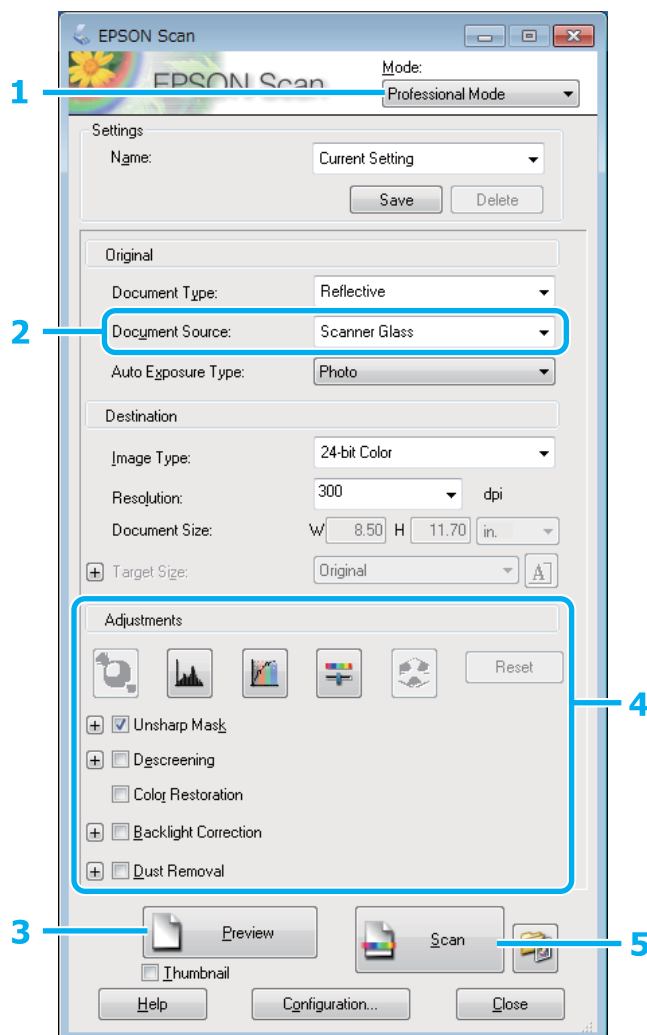 EPSON Scan
EPSON Scan
Mode:
1
Professional Mode
Settings
Name: Current Setting
Save Delete
Original
Document Type: Reflective
2 Document Source: Scanner Glass
Auto Exposure Type: Photo
Destination
Image Type: 24-bit Color
Resolution: 300 dpi
Document Size: W 8.50 H 11.70 in.
Target Size: Original A
Adjustments
Reset
4
Unsharp Mask
Descreening
Color Restoration
Backlight Correction
Dust Removal
3 Preview Scan 5
Thumbnail
Help Configuration... Close